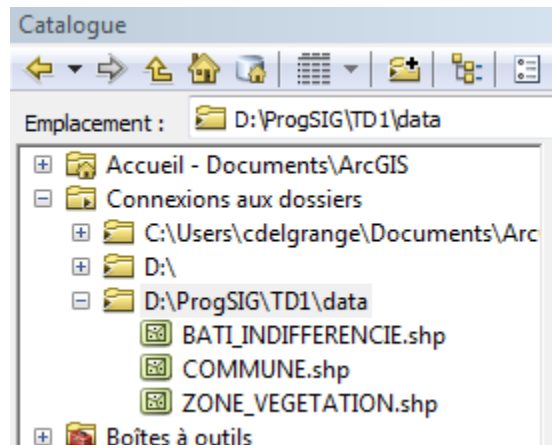 Catalogue
Emplacement : D:\ProgSIG\TD1\data
Accueil - Documents\ArcGIS
Connexions aux dossiers
C:\Users\cdelgrange\Documents\Arc
D:\
D:\ProgSIG\TD1\data
BATI_INDIFFERENCIE.shp
COMMUNE.shp
ZONE_VEGETATION.shp
Boîtes à outils